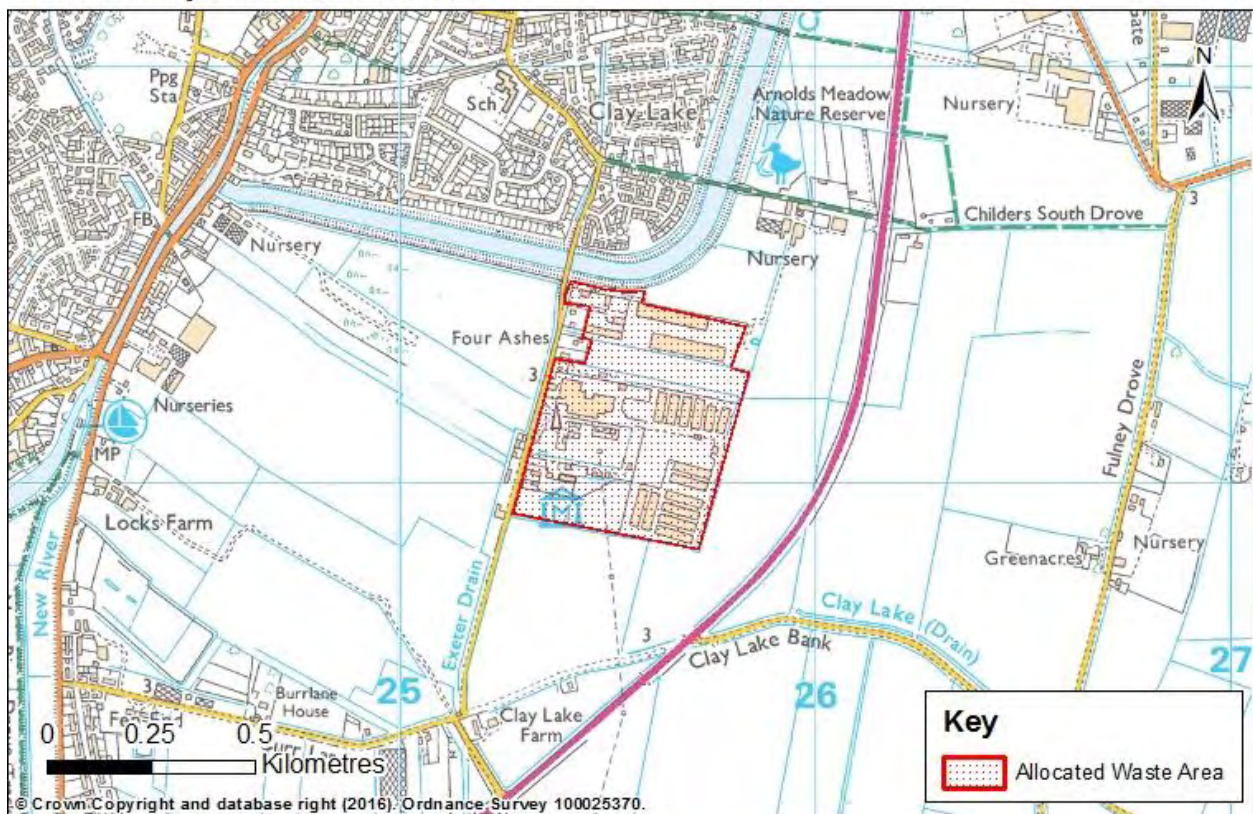 Ppg
Sta
Sch
Clay Lake
Arnolds Meadow
Nature Reserve
Nursery
Gate
N
3
Childers South Drove
FB
Nursery
Nursery
Four Ashes
3
Fulney Drove
Nurseries
MP
Locks Farm
New River
Exeter Drain
Greenacres
Nursery
3
Clay Lake Bank
Clay Lake (Drain)
25
26
27
3
Burrlane
House
Clay Lake
Farm
0 0.25 0.5
Kilometres
Key
Allocated Waste Area
© Crown Copyright and database right (2016). Ordnance Survey 100025370.